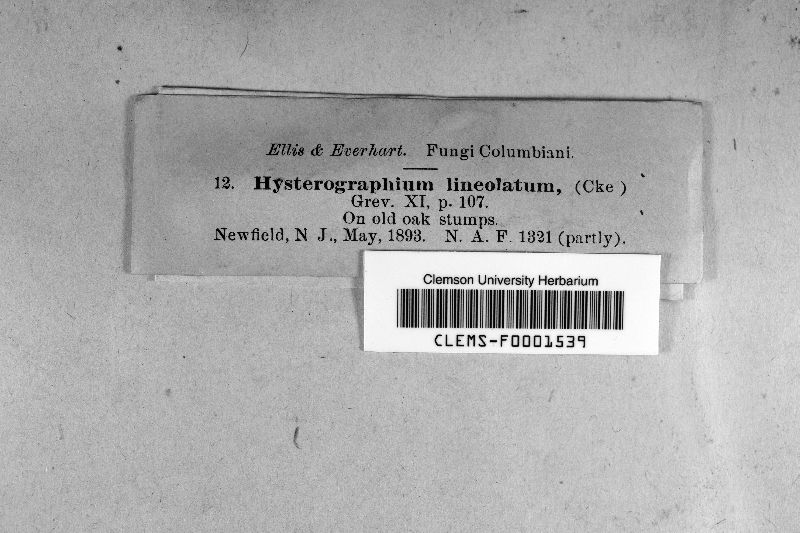 Ellis & Everhart. Fungi Columbiani.
12. Hysterographium lineolatum, (Cke )
Grev. XI, p. 107.
On old oak stumps.
Newfield, N J., May, 1893. N. A. F. 1321 (partly).
Clemson University Herbarium
CLEMS-F0001539